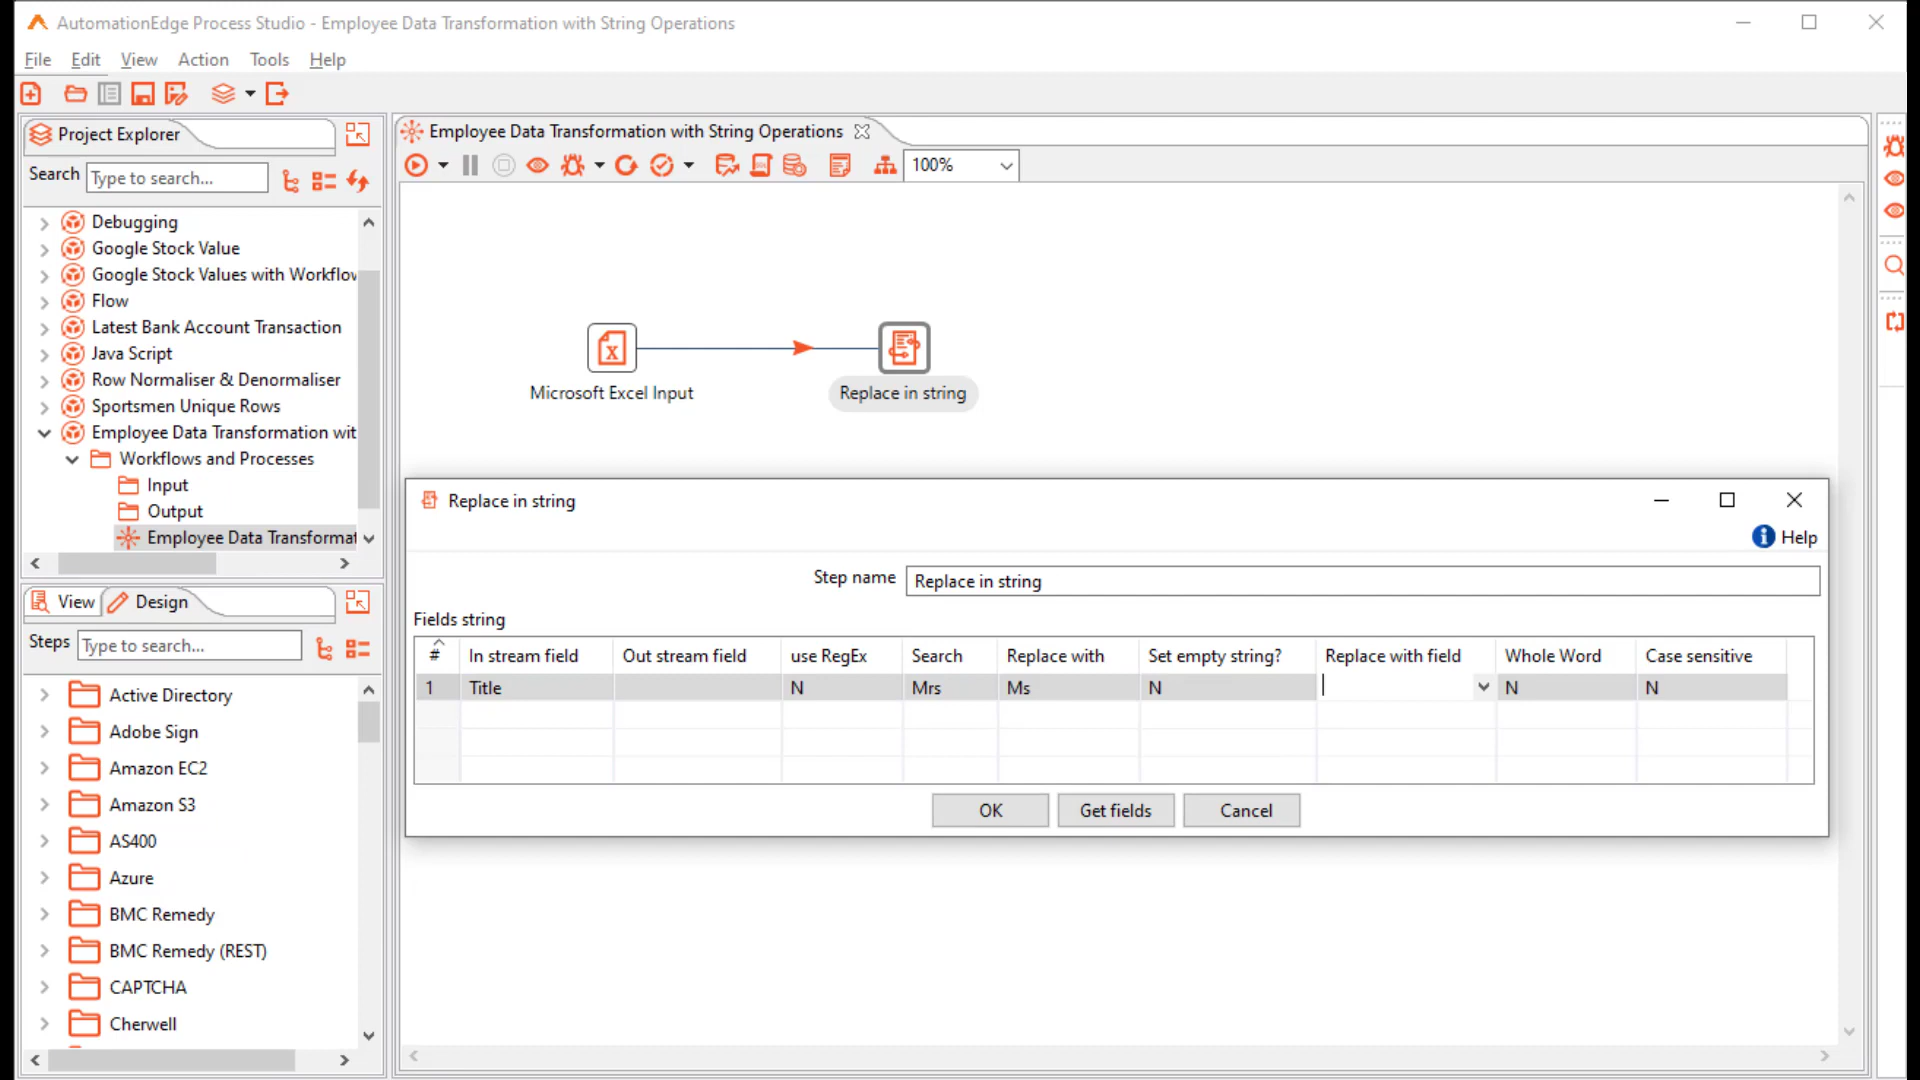 AutomationEdge Process Studio - Employee Data Transformation with String Operations
File Edit View Action Tools Help
Project Explorer
Search Type to search...
Debugging
Google Stock Value
Google Stock Values with Workflow
Flow
Latest Bank Account Transaction
Java Script
Row Normaliser & Denormaliser
Sportsmen Unique Rows
Employee Data Transformation wit
Workflows and Processes
Input
Output
Employee Data Transformat
View Design
Steps Type to search...
Active Directory
Adobe Sign
Amazon EC2
Amazon S3
AS400
Azure
BMC Remedy
BMC Remedy (REST)
CAPTCHA
Cherwell
Employee Data Transformation with String Operations
100%
Microsoft Excel Input
Replace in string
Replace in string
Help
Step name Replace in string
Fields string
# In stream field Out stream field use RegEx Search Replace with Set empty string? Replace with field Whole Word Case sensitive
1 Title N Mrs Ms N N N
OK Get fields Cancel